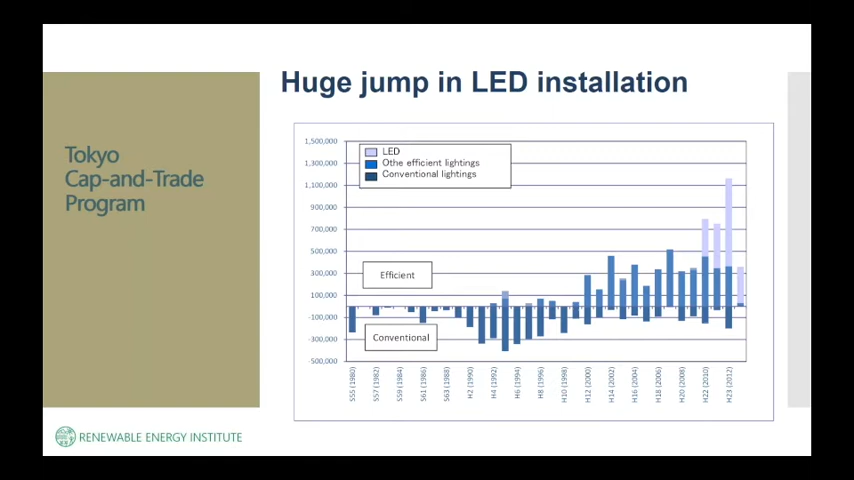 Huge jump in LED installation
Tokyo
Cap-and-Trade
Program
1,500,000
1,300,000
1,100,000
900,000
700,000
500,000
300,000
100,000
-100,000
-300,000
-500,000
LED
Othe efficient lightings
Conventional lightings
Efficient
Conventional
S55 (1980)
S57 (1982)
S59 (1984)
S61 (1986)
S63 (1988)
H2 (1990)
H4 (1992)
H6 (1994)
H8 (1996)
H10 (1998)
H12 (2000)
H14 (2002)
H16 (2004)
H18 (2006)
H20 (2008)
H22 (2010)
H23 (2012)
RENEWABLE ENERGY INSTITUTE